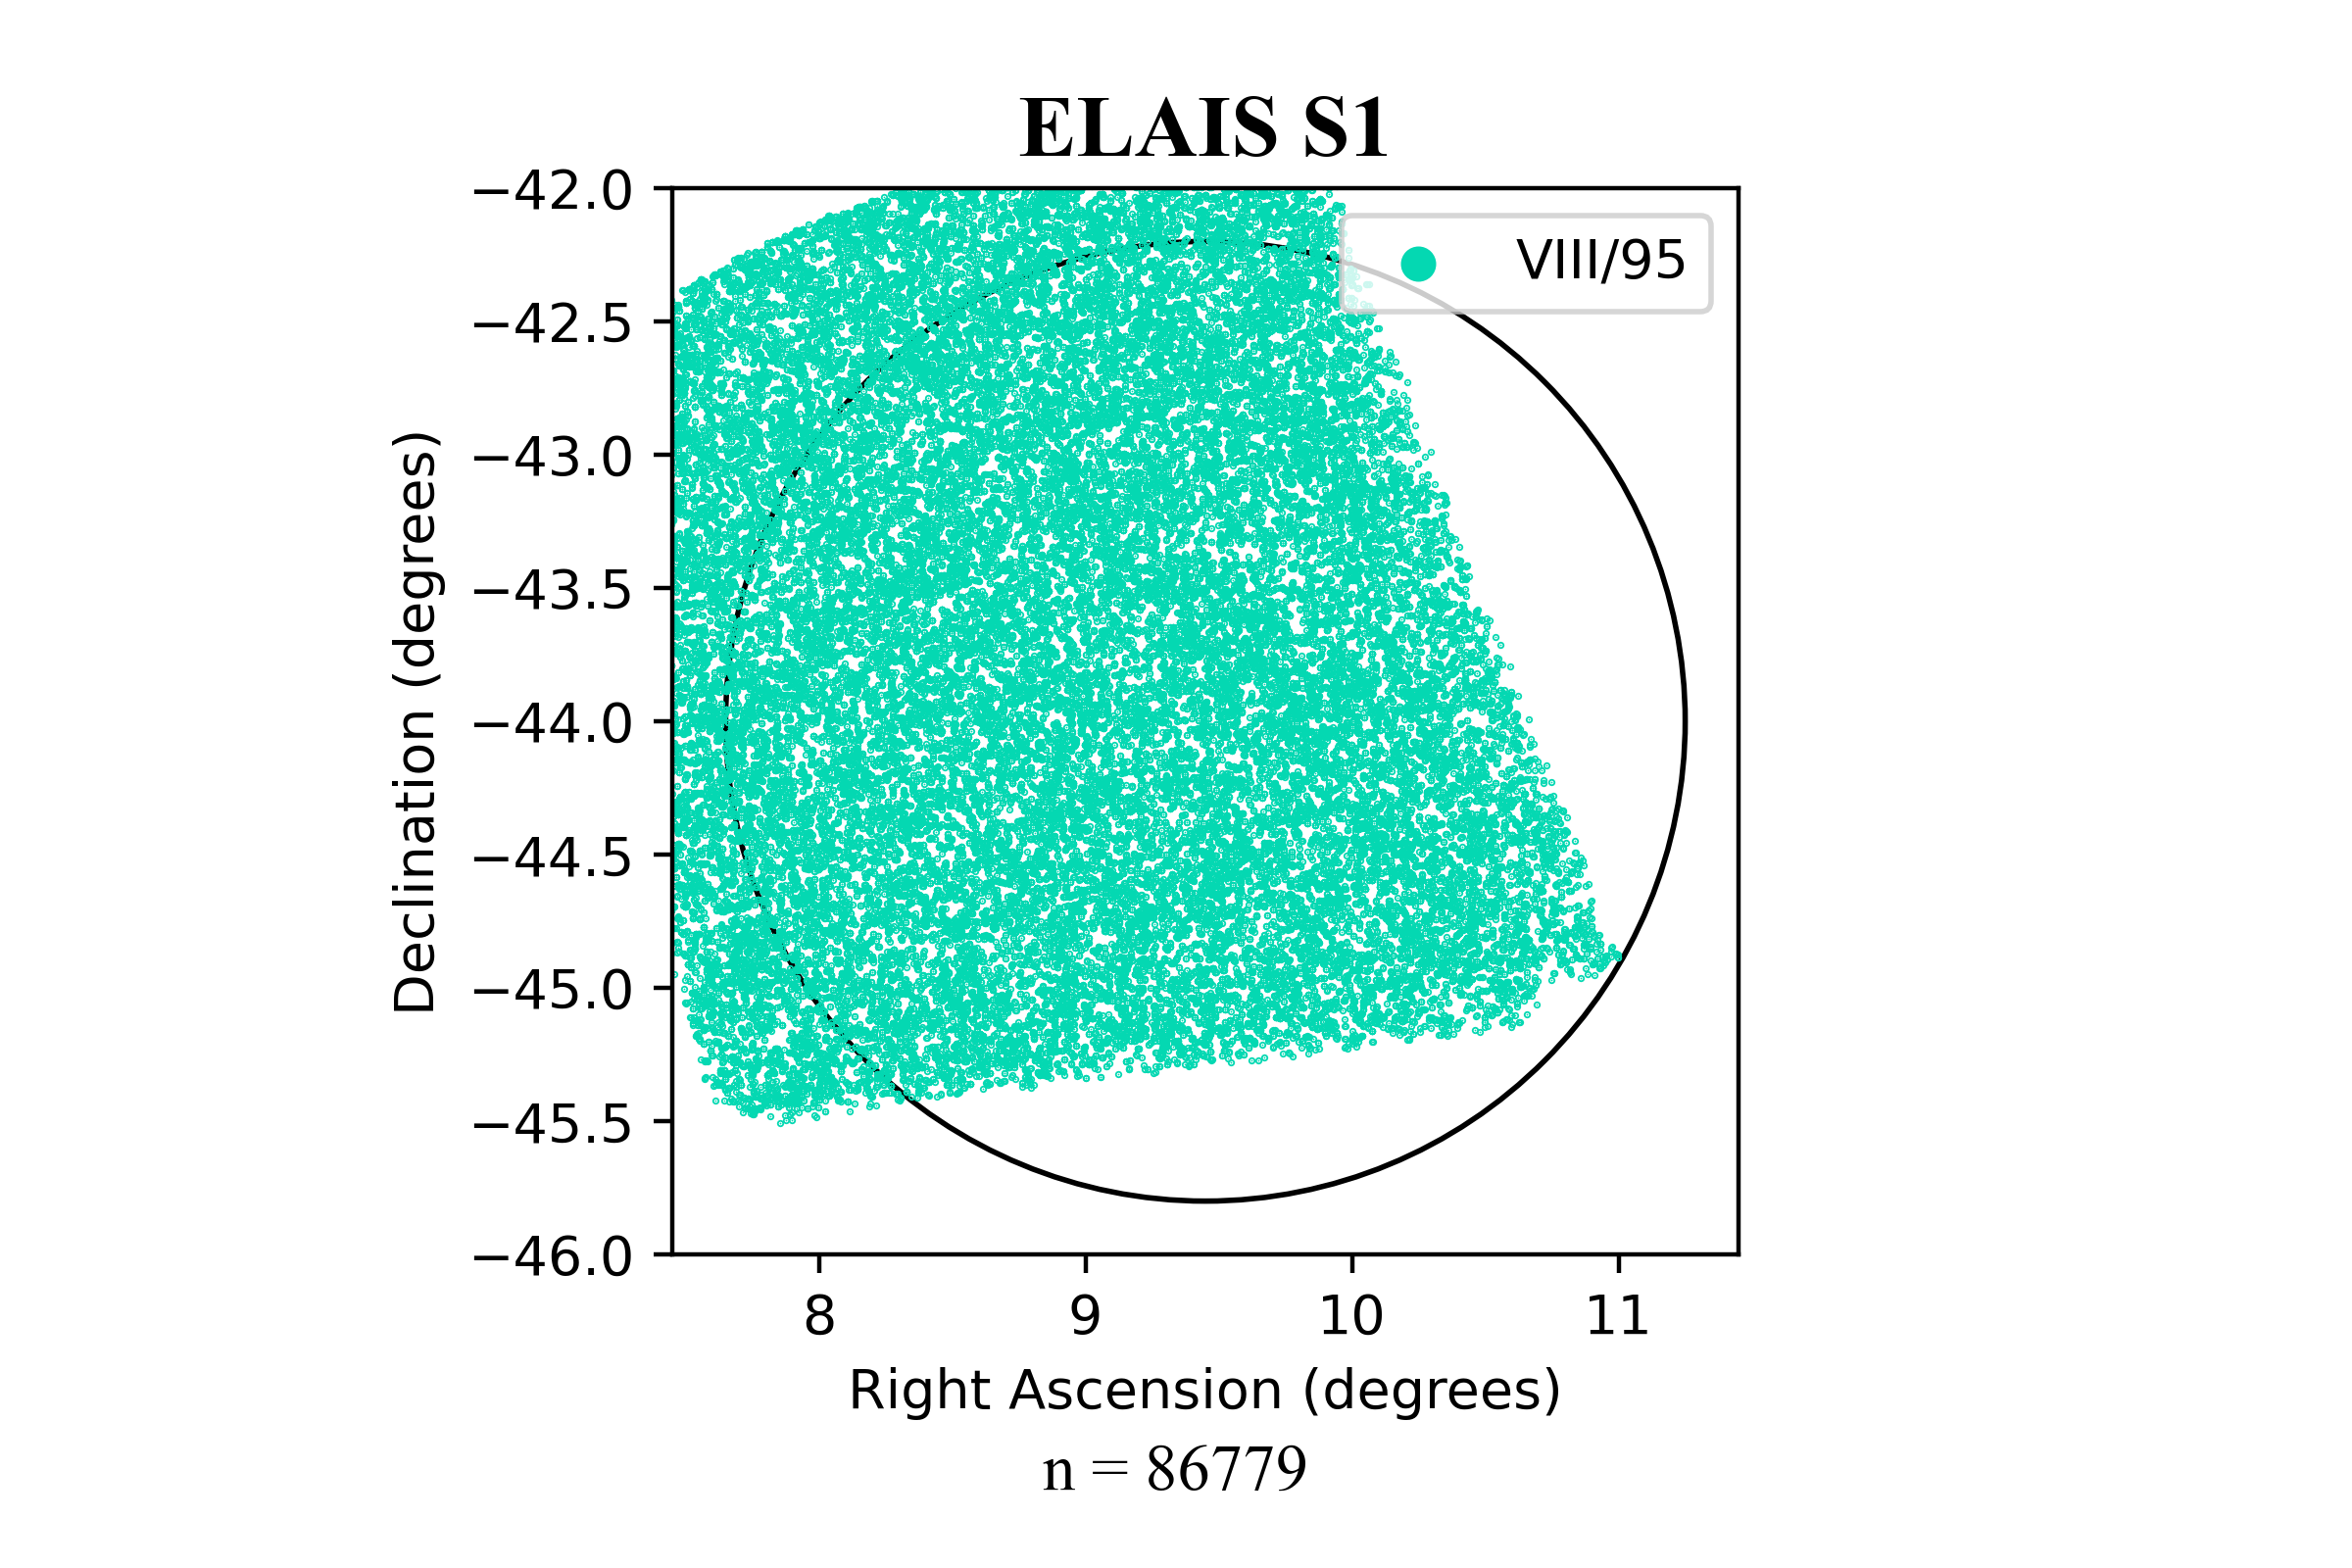 ELAIS S1
VIII/95
−42.0
−42.5
−43.0
−43.5
−44.0
−44.5
−45.0
−45.5
−46.0
Declination (degrees)
8 9 10 11
Right Ascension (degrees)
n = 86779